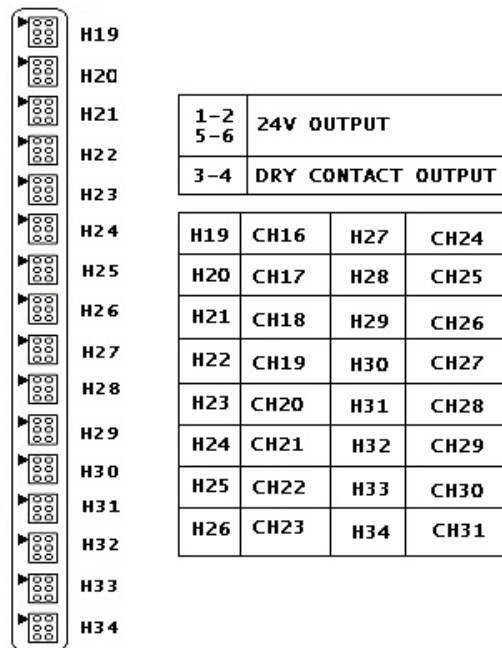 H19
H20
H21
H22
H23
H24
H25
H26
H27
H28
H29
H30
H31
H32
H33
H34
1-2
5-6 24V OUTPUT
3-4 DRY CONTACT OUTPUT
H19 CH16 H27 CH24
H20 CH17 H28 CH25
H21 CH18 H29 CH26
H22 CH19 H30 CH27
H23 CH20 H31 CH28
H24 CH21 H32 CH29
H25 CH22 H33 CH30
H26 CH23 H34 CH31